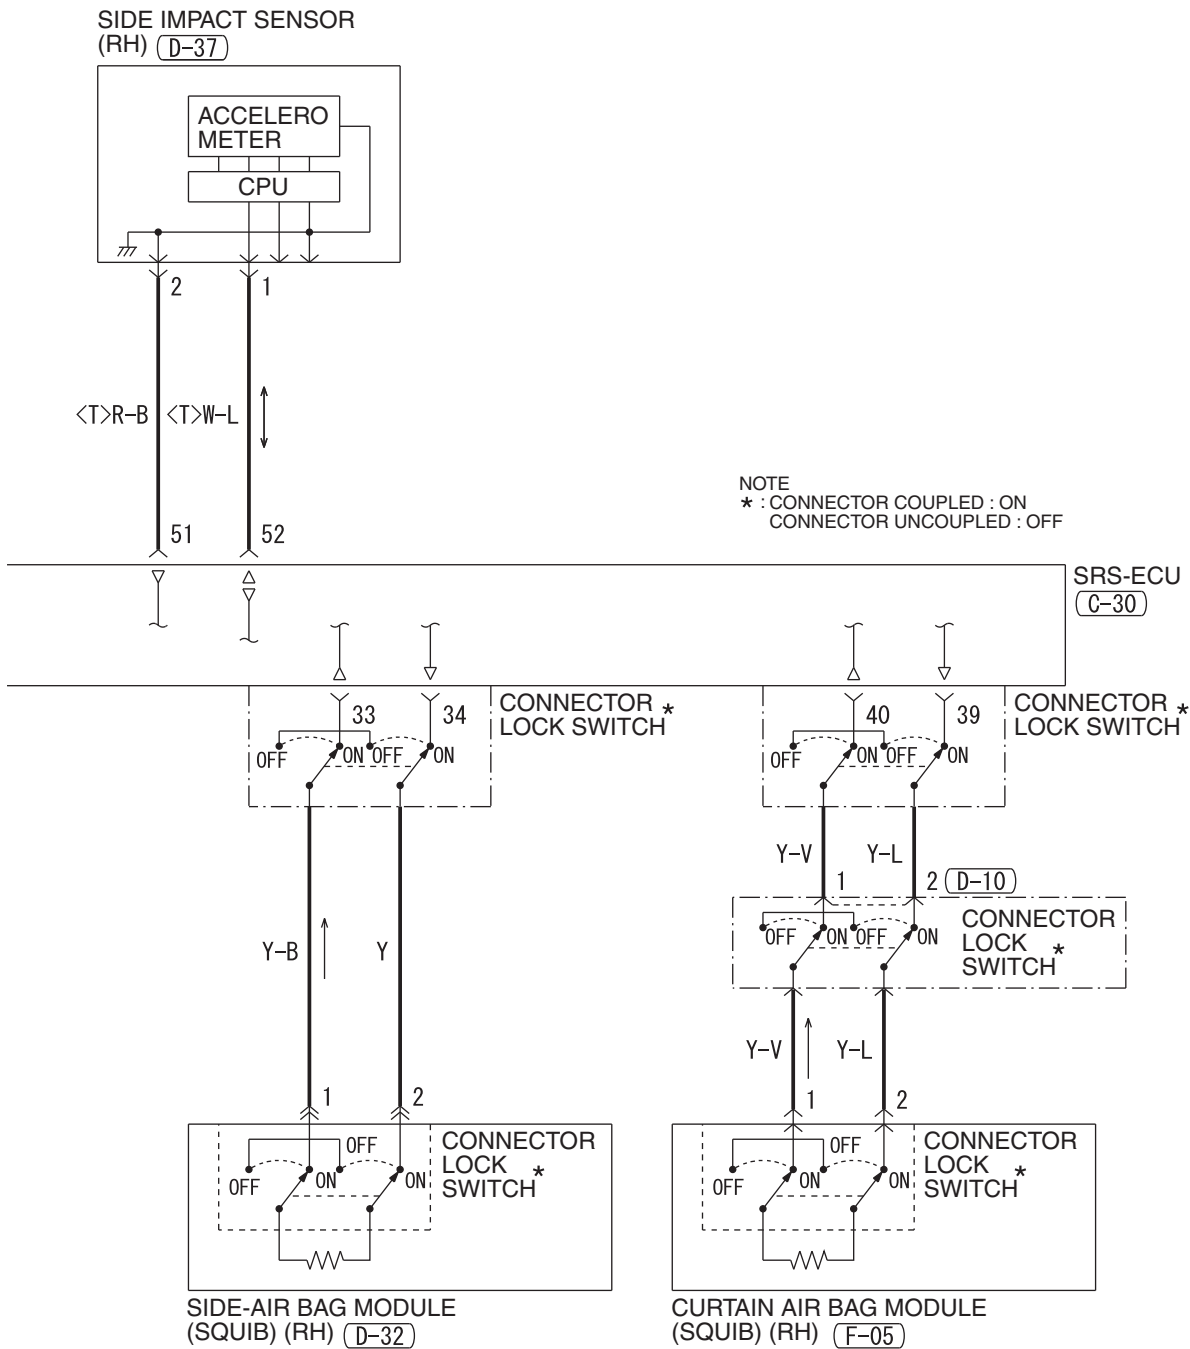 SIDE IMPACT SENSOR
(RH) D-37
ACCELERO
METER
CPU
2 1
<T>R-B <T>W-L
NOTE
* : CONNECTOR COUPLED : ON
CONNECTOR UNCOUPLED : OFF
51 52
SRS-ECU
C-30
33 34
CONNECTOR *
LOCK SWITCH
OFF ON OFF ON
40 39
CONNECTOR *
LOCK SWITCH
OFF ON OFF ON
Y-V Y-L
1 2 D-10
CONNECTOR
LOCK
SWITCH *
OFF ON OFF ON
Y-B Y
Y-V Y-L
1 2
1 2
OFF
CONNECTOR
LOCK
SWITCH *
OFF ON ON
OFF
CONNECTOR
LOCK
SWITCH *
OFF ON ON
SIDE-AIR BAG MODULE
(SQUIB) (RH) D-32
CURTAIN AIR BAG MODULE
(SQUIB) (RH) F-05